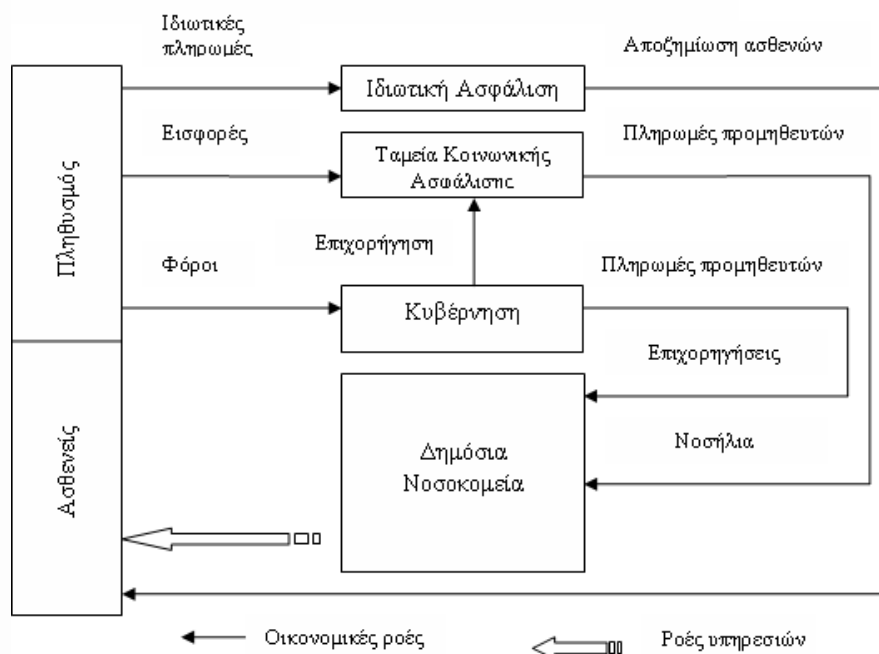 Ιδιωτικές
πληρωμές
Αποζημίωση ασθενών
Ιδιωτική Ασφάλιση
Εισφορές
Πληρωμές προμηθευτών
Ταμεία Κοινωνικής
Ασφάλισης
Πληθυσμός
Επιχορήγηση
Φόροι
Πληρωμές προμηθευτών
Κυβέρνηση
Επιχορηγήσεις
Ασθενείς
Δημόσια
Νοσοκομεία
Νοσήλια
Οικονομικές ροές
Ροές υπηρεσιών